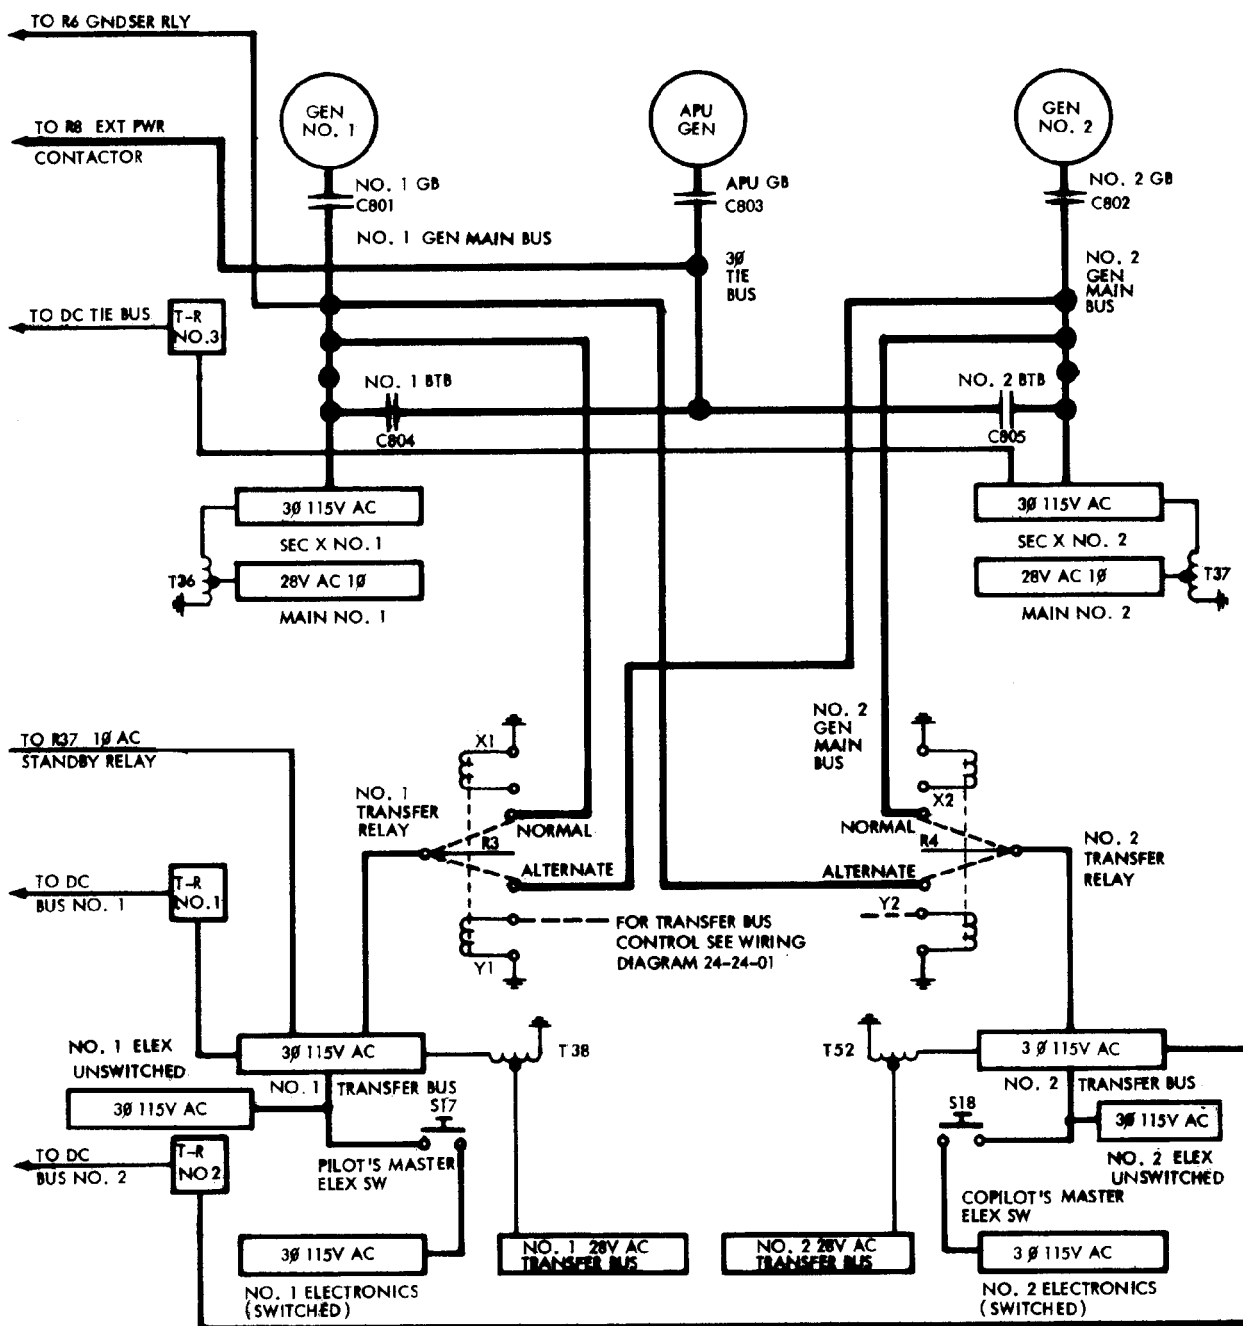 TO R6 GNDSER RLY
GEN
NO. 1
APU
GEN
GEN
NO. 2
TO R8 EXT PWR
CONTACTOR
NO. 1 GB
C801
APU GB
C803
NO. 2 GB
C802
NO. 1 GEN MAIN BUS
3Ø
TIE
BUS
NO. 2
GEN
MAIN
BUS
TO DC TIE BUS
T-R
NO.3
NO. 1 BTB
C804
NO. 2 BTB
C805
3Ø 115V AC
SEC X NO. 1
3Ø 115V AC
SEC X NO. 2
T36
28V AC 1Ø
MAIN NO. 1
28V AC 1Ø
T37
MAIN NO. 2
TO R37 1Ø AC
STANDBY RELAY
X1
NO. 2
GEN
MAIN
BUS
X2
NO. 1
TRANSFER
RELAY
NORMAL
R3
ALTERNATE
NORMAL
R4
ALTERNATE
NO. 2
TRANSFER
RELAY
TO DC
BUS NO. 1
T-R
NO.1
Y1
FOR TRANSFER BUS
CONTROL SEE WIRING
DIAGRAM 24-24-01
Y2
NO. 1 ELEX
UNSWITCHED
3Ø 115V AC
T38
T52
3 Ø 115V AC
NO. 1 TRANSFER BUS
NO. 2 TRANSFER BUS
3Ø 115V AC
S17
S18
3Ø 115V AC
TO DC
BUS NO. 2
T-R
NO2
PILOT'S MASTER
ELEX SW
NO. 2 ELEX
UNSWITCHED
COPILOT'S MASTER
ELEX SW
3Ø 115V AC
NO. 1 28V AC
TRANSFER BUS
NO. 2 28V AC
TRANSFER BUS
3 Ø 115V AC
NO. 1 ELECTRONICS
(SWITCHED)
NO. 2 ELECTRONICS
(SWITCHED)